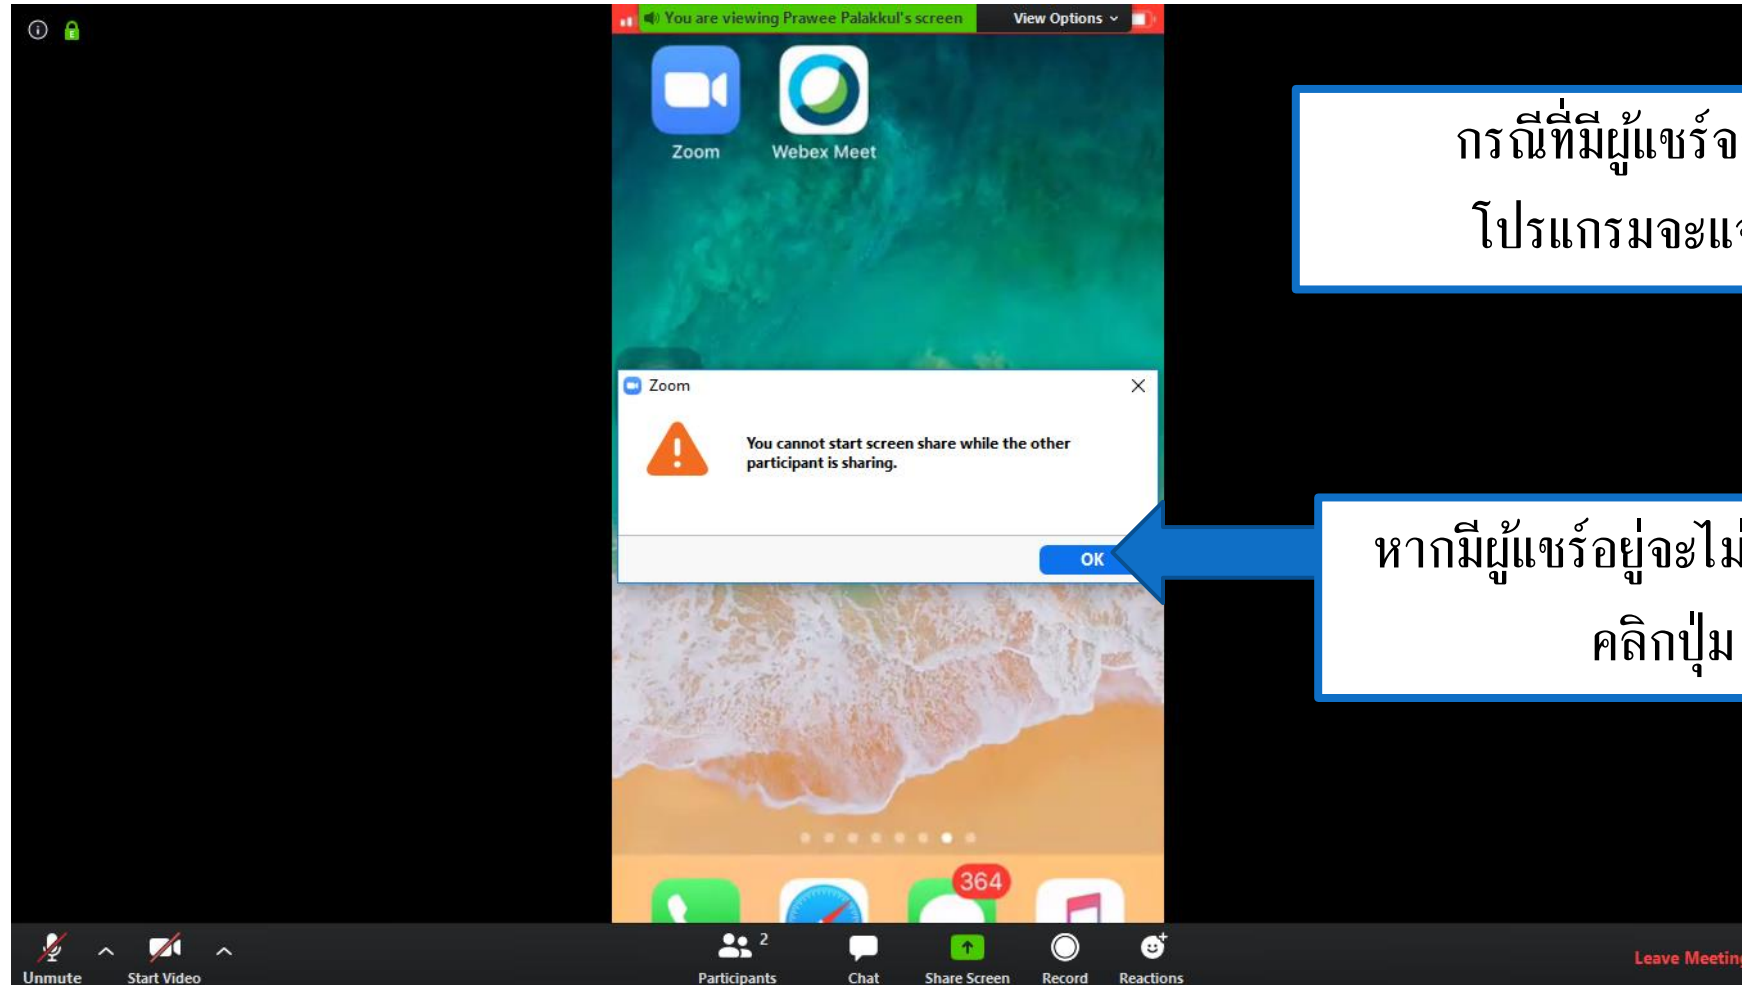 You are viewing Prawee Palakkul's screen
View Options
Zoom
Webex Meet
กรณีที่มีผู้แชร์จ
โปรแกรมจะแจ
Zoom
You cannot start screen share while the other
participant is sharing.
OK
หากมีผู้แชร์อยู่จะไม่
คลิกปุ่ม
364
Unmute
Start Video
2
Participants
Chat
Share Screen
Record
Reactions
Leave Meeting